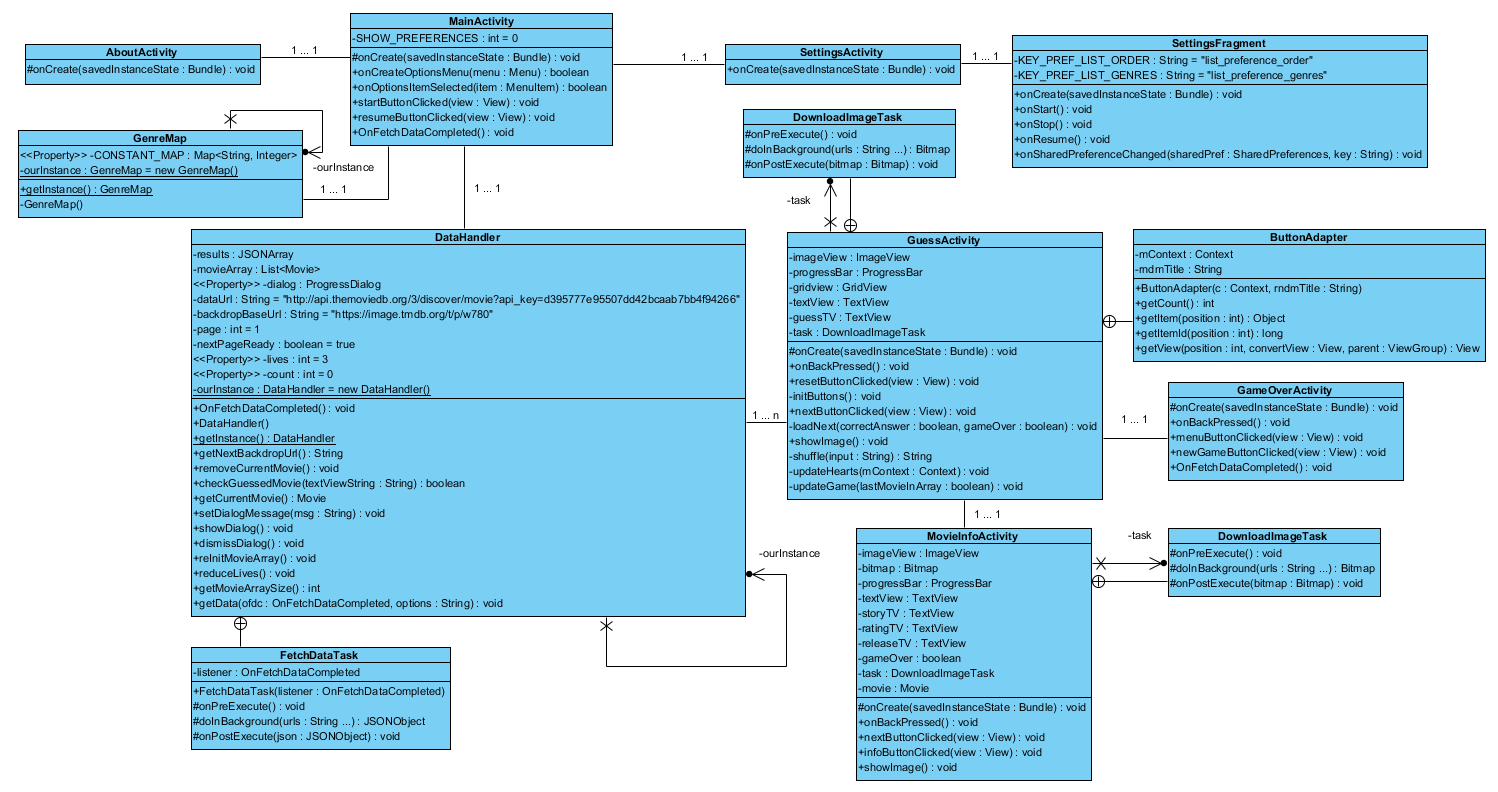 AboutActivity
#onCreate(savedInstanceState : Bundle) : void
1 ... 1
MainActivity
-SHOW_PREFERENCES : int = 0
#onCreate(savedInstanceState : Bundle) : void
+onCreateOptionsMenu(menu : Menu) : boolean
+onOptionsItemSelected(item : MenuItem) : boolean
+startButtonClicked(view : View) : void
+resumeButtonClicked(view : View) : void
+OnFetchDataCompleted() : void
1 ... 1
SettingsActivity
+onCreate(savedInstanceState : Bundle) : void
1 ... 1
SettingsFragment
-KEY_PREF_LIST_ORDER : String = "list_preference_order"
-KEY_PREF_LIST_GENRES : String = "list_preference_genres"
+onCreate(savedInstanceState : Bundle) : void
+onStart() : void
+onStop() : void
+onResume() : void
+onSharedPreferenceChanged(sharedPref : SharedPreferences, key : String) : void
GenreMap
<<Property>> -CONSTANT_MAP : Map<String, Integer>
-ourInstance : GenreMap = new GenreMap()
+getInstance() : GenreMap
-GenreMap()
-ourInstance
1 ... 1
1 ... 1
DownloadImageTask
#onPreExecute() : void
#doInBackground(urls : String ...) : Bitmap
#onPostExecute(bitmap : Bitmap) : void
-task
DataHandler
-results : JSONArray
-movieArray : List<Movie>
<<Property>> -dialog : ProgressDialog
-dataUrl : String = "http://api.themoviedb.org/3/discover/movie?api_key=d395777e95507dd42bcaab7bb4f94266"
-backdropBaseUrl : String = "https://image.tmdb.org/t/p/w780"
-page : int = 1
-nextPageReady : boolean = true
<<Property>> -lives : int = 3
<<Property>> -count : int = 0
-ourInstance : DataHandler = new DataHandler()
+OnFetchDataCompleted() : void
+DataHandler()
+getInstance() : DataHandler
+getNextBackdropUrl() : String
+removeCurrentMovie() : void
+checkGuessedMovie(textViewString : String) : boolean
+getCurrentMovie() : Movie
+setDialogMessage(msg : String) : void
+showDialog() : void
+dismissDialog() : void
+reInitMovieArray() : void
+reduceLives() : void
+getMovieArraySize() : int
+getData(ofdc : OnFetchDataCompleted, options : String) : void
1 ... n
-ourInstance
GuessActivity
-imageView : ImageView
-progressBar : ProgressBar
-gridview : GridView
-textView : TextView
-guessTV : TextView
-task : DownloadImageTask
#onCreate(savedInstanceState : Bundle) : void
+onBackPressed() : void
+resetButtonClicked(view : View) : void
-initButtons() : void
+nextButtonClicked(view : View) : void
-loadNext(correctAnswer : boolean, gameOver : boolean) : void
+showImage() : void
-shuffle(input : String) : String
-updateHearts(mContext : Context) : void
-updateGame(lastMovieInArray : boolean) : void
ButtonAdapter
-mContext : Context
-mdmTitle : String
+ButtonAdapter(c : Context, rndmTitle : String)
+getCount() : int
+getItem(position : int) : Object
+getItemId(position : int) : long
+getView(position : int, convertView : View, parent : ViewGroup) : View
1 ... 1
GameOverActivity
#onCreate(savedInstanceState : Bundle) : void
+onBackPressed() : void
+menuButtonClicked(view : View) : void
+newGameButtonClicked(view : View) : void
+OnFetchDataCompleted() : void
1 ... 1
MovieInfoActivity
-imageView : ImageView
-bitmap : Bitmap
-progressBar : ProgressBar
-textView : TextView
-storyTV : TextView
-ratingTV : TextView
-releaseTV : TextView
-gameOver : boolean
-task : DownloadImageTask
-movie : Movie
#onCreate(savedInstanceState : Bundle) : void
+onBackPressed() : void
+nextButtonClicked(view : View) : void
+infoButtonClicked(view : View) : void
+showImage() : void
-task
DownloadImageTask
#onPreExecute() : void
#doInBackground(urls : String ...) : Bitmap
#onPostExecute(bitmap : Bitmap) : void
FetchDataTask
-listener : OnFetchDataCompleted
+FetchDataTask(listener : OnFetchDataCompleted)
#onPreExecute() : void
#doInBackground(urls : String ...) : JSONObject
#onPostExecute(json : JSONObject) : void